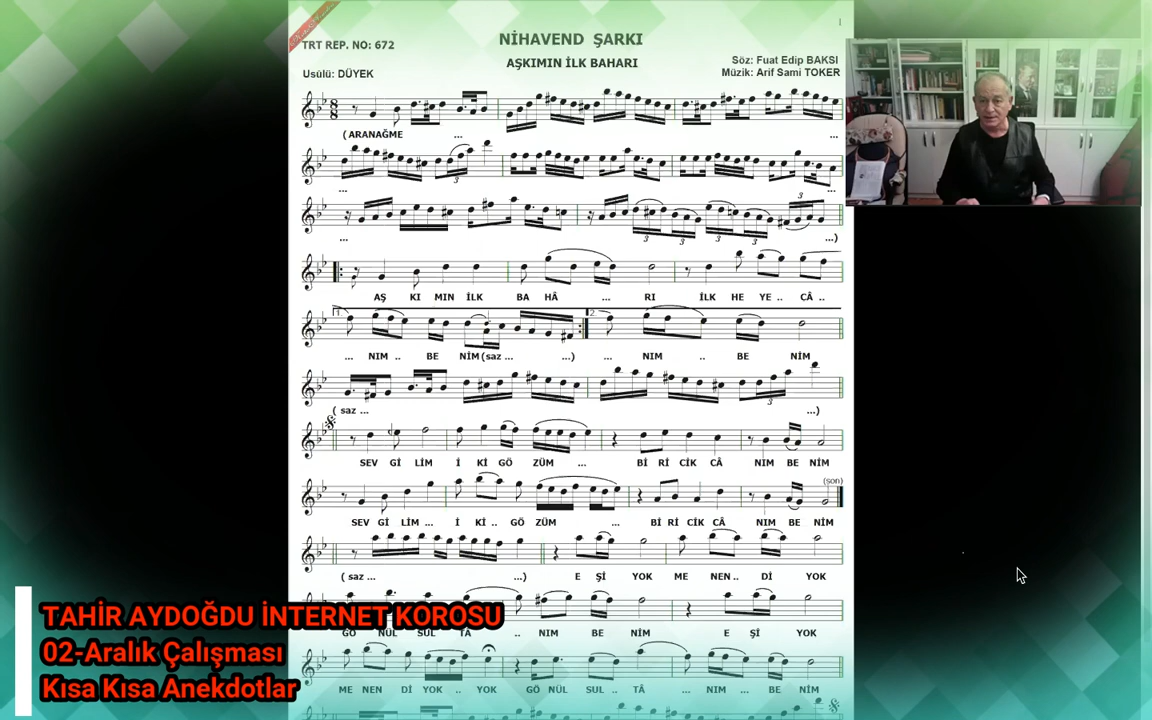 TRT REP. NO: 672
NİHAVEND ŞARKI
AŞKIMIN İLK BAHARI
Söz: Fuat Edip BAKSI
Usûlü: DÜYEK
Müzik: Arif Sami TOKER
( ARANAĞME ... ...
... ...
... ...)
AŞ KI MIN İLK BA HÂ ... RI İLK HE YE .. CÂ ..
1. 2.
... NIM .. BE NİM (saz ... ...) ... NIM .. BE NİM
( saz ... ...)
SEV Gİ LİM İ Kİ GÖ ZÜM ... Bİ Rİ CİK CÂ NIM BE NİM
(son)
SEV Gİ LİM ... İ Kİ .. GÖ ZÜM ... Bİ Rİ CİK CÂ NIM BE NİM
( saz ... ...) E Şİ YOK ME NEN .. Dİ YOK
GÖ NÜL SUL TA .. NIM BE NİM E Şİ YOK
ME NEN Dİ YOK .. YOK GÖ NÜL SUL .. TÂ ... NIM ... BE NİM
TAHİR AYDOĞDU İNTERNET KOROSU
02-Aralık Çalışması
Kısa Kısa Anekdotlar